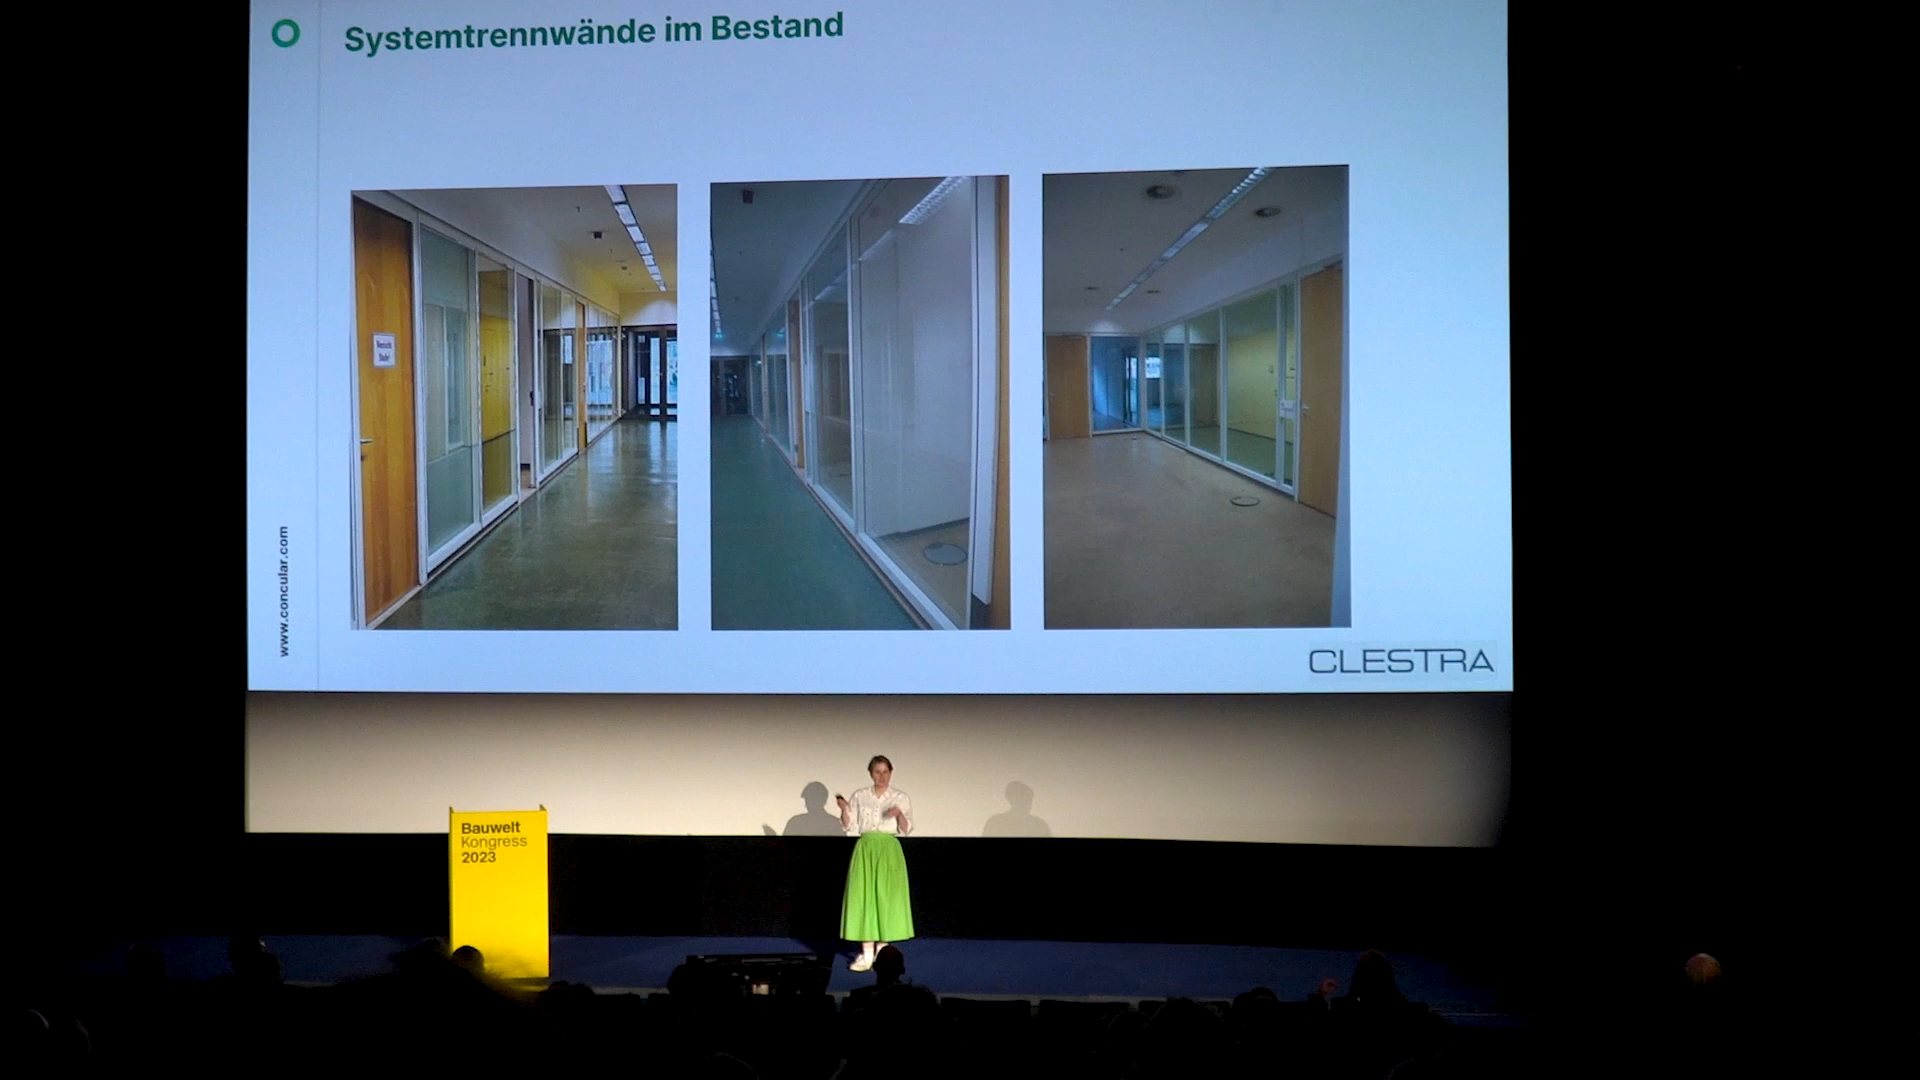 Systemtrennwände im Bestand
www.concular.com
CLESTRA
Bauwelt
Kongress
2023